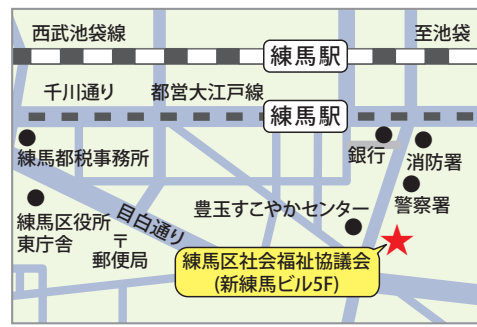 西武池袋線
至池袋
練馬駅
千川通り
都営大江戸線
練馬駅
練馬都税事務所
銀行
消防署
警察署
練馬区役所
東庁舎
目白通り
〒
郵便局
豊玉すこやかセンター
練馬区社会福祉協議会
(新練馬ビル5F)